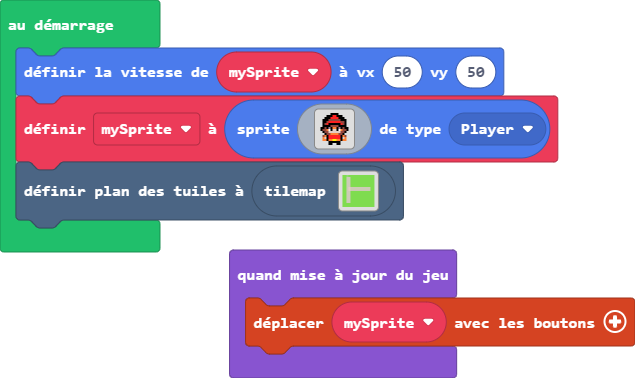 au démarrage
définir la vitesse de mySprite à vx 50 vy 50
définir mySprite à sprite de type Player
définir plan des tuiles à tilemap
quand mise à jour du jeu
déplacer mySprite avec les boutons